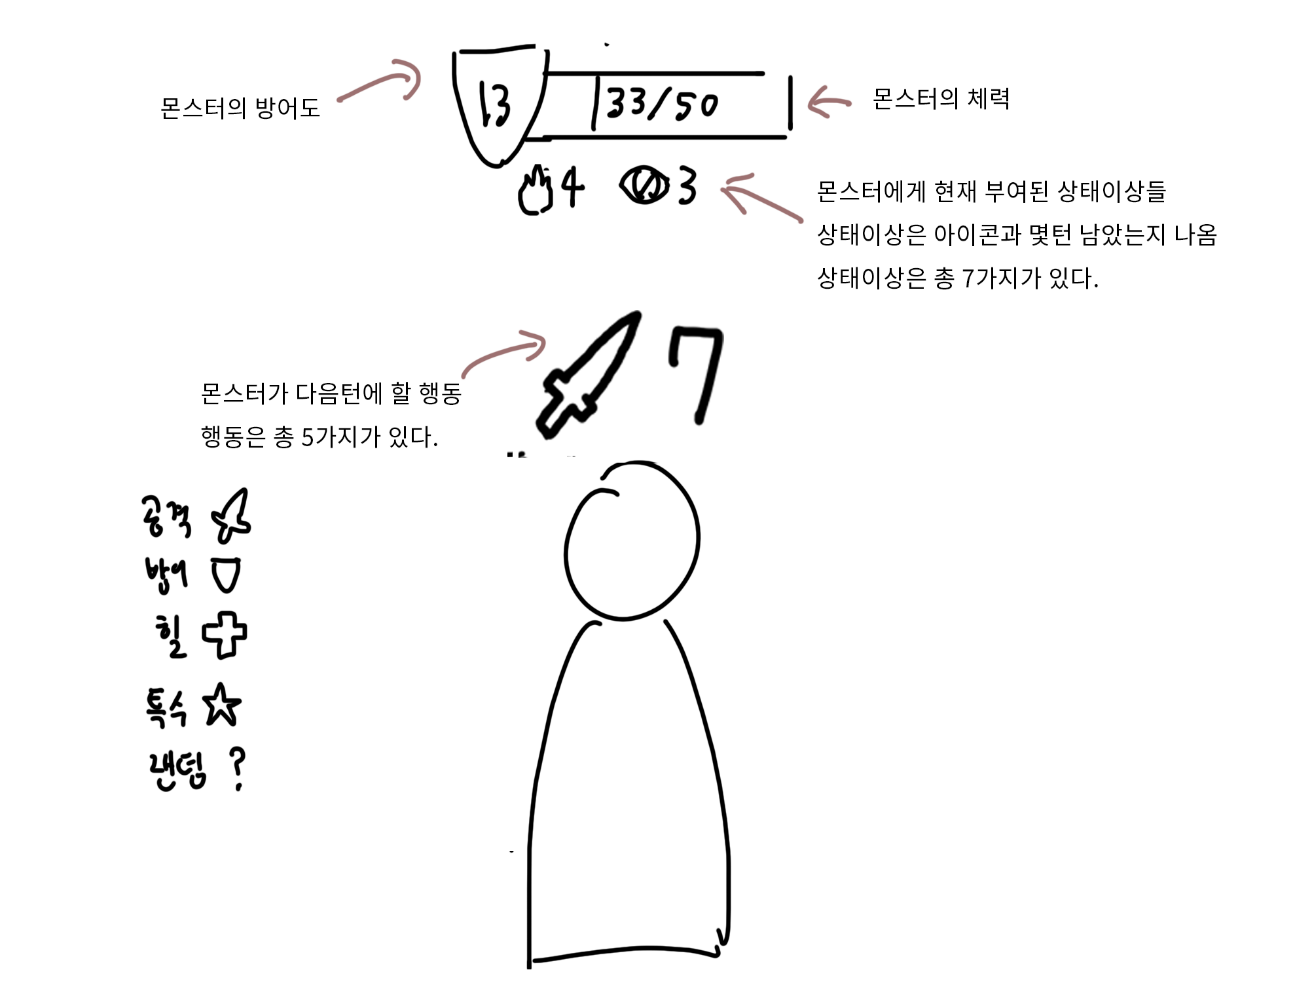 몬스터의 방어도
13
33/50
몬스터의 체력
4
3
몬스터에게 현재 부여된 상태이상들
상태이상은 아이콘과 몇턴 남았는지 나옴
상태이상은 총 7가지가 있다.
7
몬스터가 다음턴에 할 행동
행동은 총 5가지가 있다.
공격
방어
힐
특수
랜덤 ?